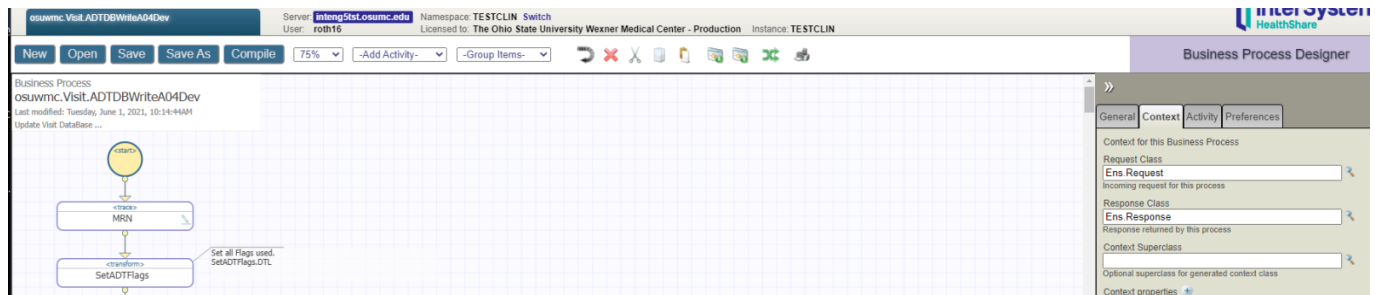 osuwmc.Visit.ADTDBWriteA04Dev
Server: inteng5tst.osumc.edu Namespace: TESTCLIN Switch
User: roth16 Licensed to: The Ohio State University Wexner Medical Center - Production Instance: TESTCLIN
InterSystem
HealthShare
New Open Save Save As Compile 75% -Add Activity- -Group Items-
Business Process Designer
Business Process
osuwmc.Visit.ADTDBWriteA04Dev
Last modified: Tuesday, June 1, 2021, 10:14:44AM
Update Visit DataBase ...
<start>
<trace>
MRN
<transform>
SetADTFlags
Set all Flags used.
SetADTFlags.DTL
»
General Context Activity Preferences
Context for this Business Process
Request Class
Ens.Request
Incoming request for this process
Response Class
Ens.Response
Response returned by this process
Context Superclass
Optional superclass for generated context class
Context properties